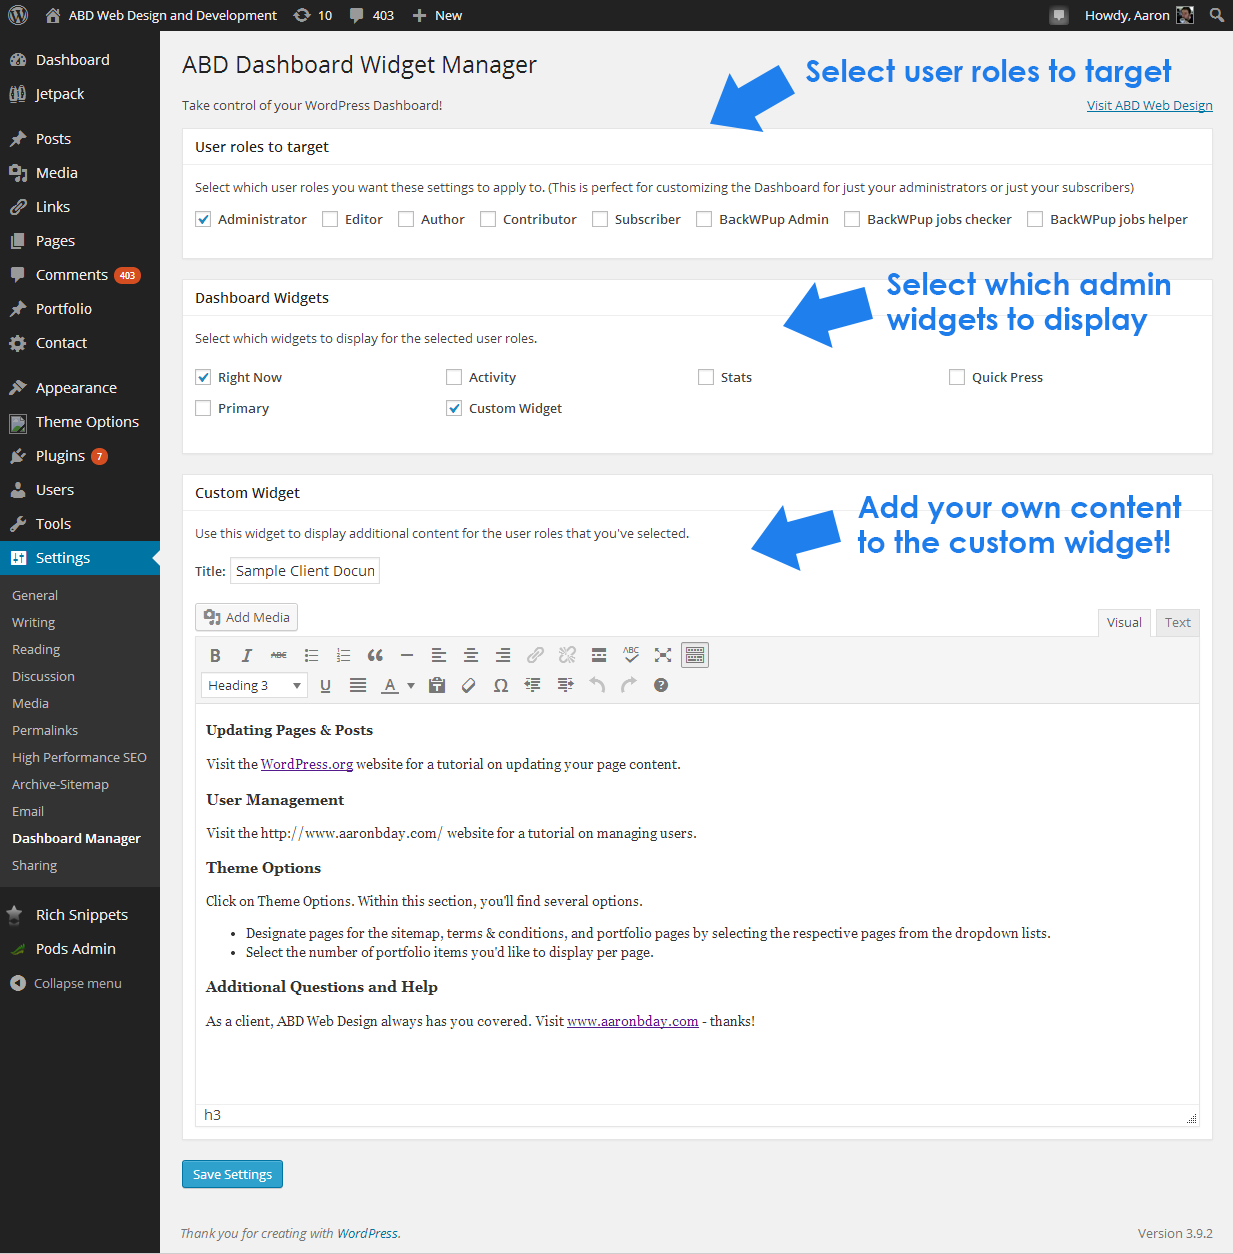 ABD Web Design and Development 10 403 New Howdy, Aaron
Dashboard
Jetpack
Posts
Media
Links
Pages
Comments 403
Portfolio
Contact
Appearance
Theme Options
Plugins 7
Users
Tools
Settings
General
Writing
Reading
Discussion
Media
Permalinks
High Performance SEO
Archive-Sitemap
Email
Dashboard Manager
Sharing
Rich Snippets
Pods Admin
Collapse menu
ABD Dashboard Widget Manager
Select user roles to target
Take control of your WordPress Dashboard!
Visit ABD Web Design
User roles to target
Select which user roles you want these settings to apply to. (This is perfect for customizing the Dashboard for just your administrators or just your subscribers)
Administrator Editor Author Contributor Subscriber BackWPup Admin BackWPup jobs checker BackWPup jobs helper
Dashboard Widgets
Select which admin
widgets to display
Select which widgets to display for the selected user roles.
Right Now Activity Stats Quick Press
Primary Custom Widget
Custom Widget
Add your own content
to the custom widget!
Use this widget to display additional content for the user roles that you've selected.
Title: Sample Client Docun
Add Media
Visual Text
B I ABC ABC
Heading 3 U A Ω
Updating Pages & Posts
Visit the WordPress.org website for a tutorial on updating your page content.
User Management
Visit the http://www.aaronbday.com/ website for a tutorial on managing users.
Theme Options
Click on Theme Options. Within this section, you'll find several options.
• Designate pages for the sitemap, terms & conditions, and portfolio pages by selecting the respective pages from the dropdown lists.
• Select the number of portfolio items you'd like to display per page.
Additional Questions and Help
As a client, ABD Web Design always has you covered. Visit www.aaronbday.com - thanks!
h3
Save Settings
Thank you for creating with WordPress.
Version 3.9.2